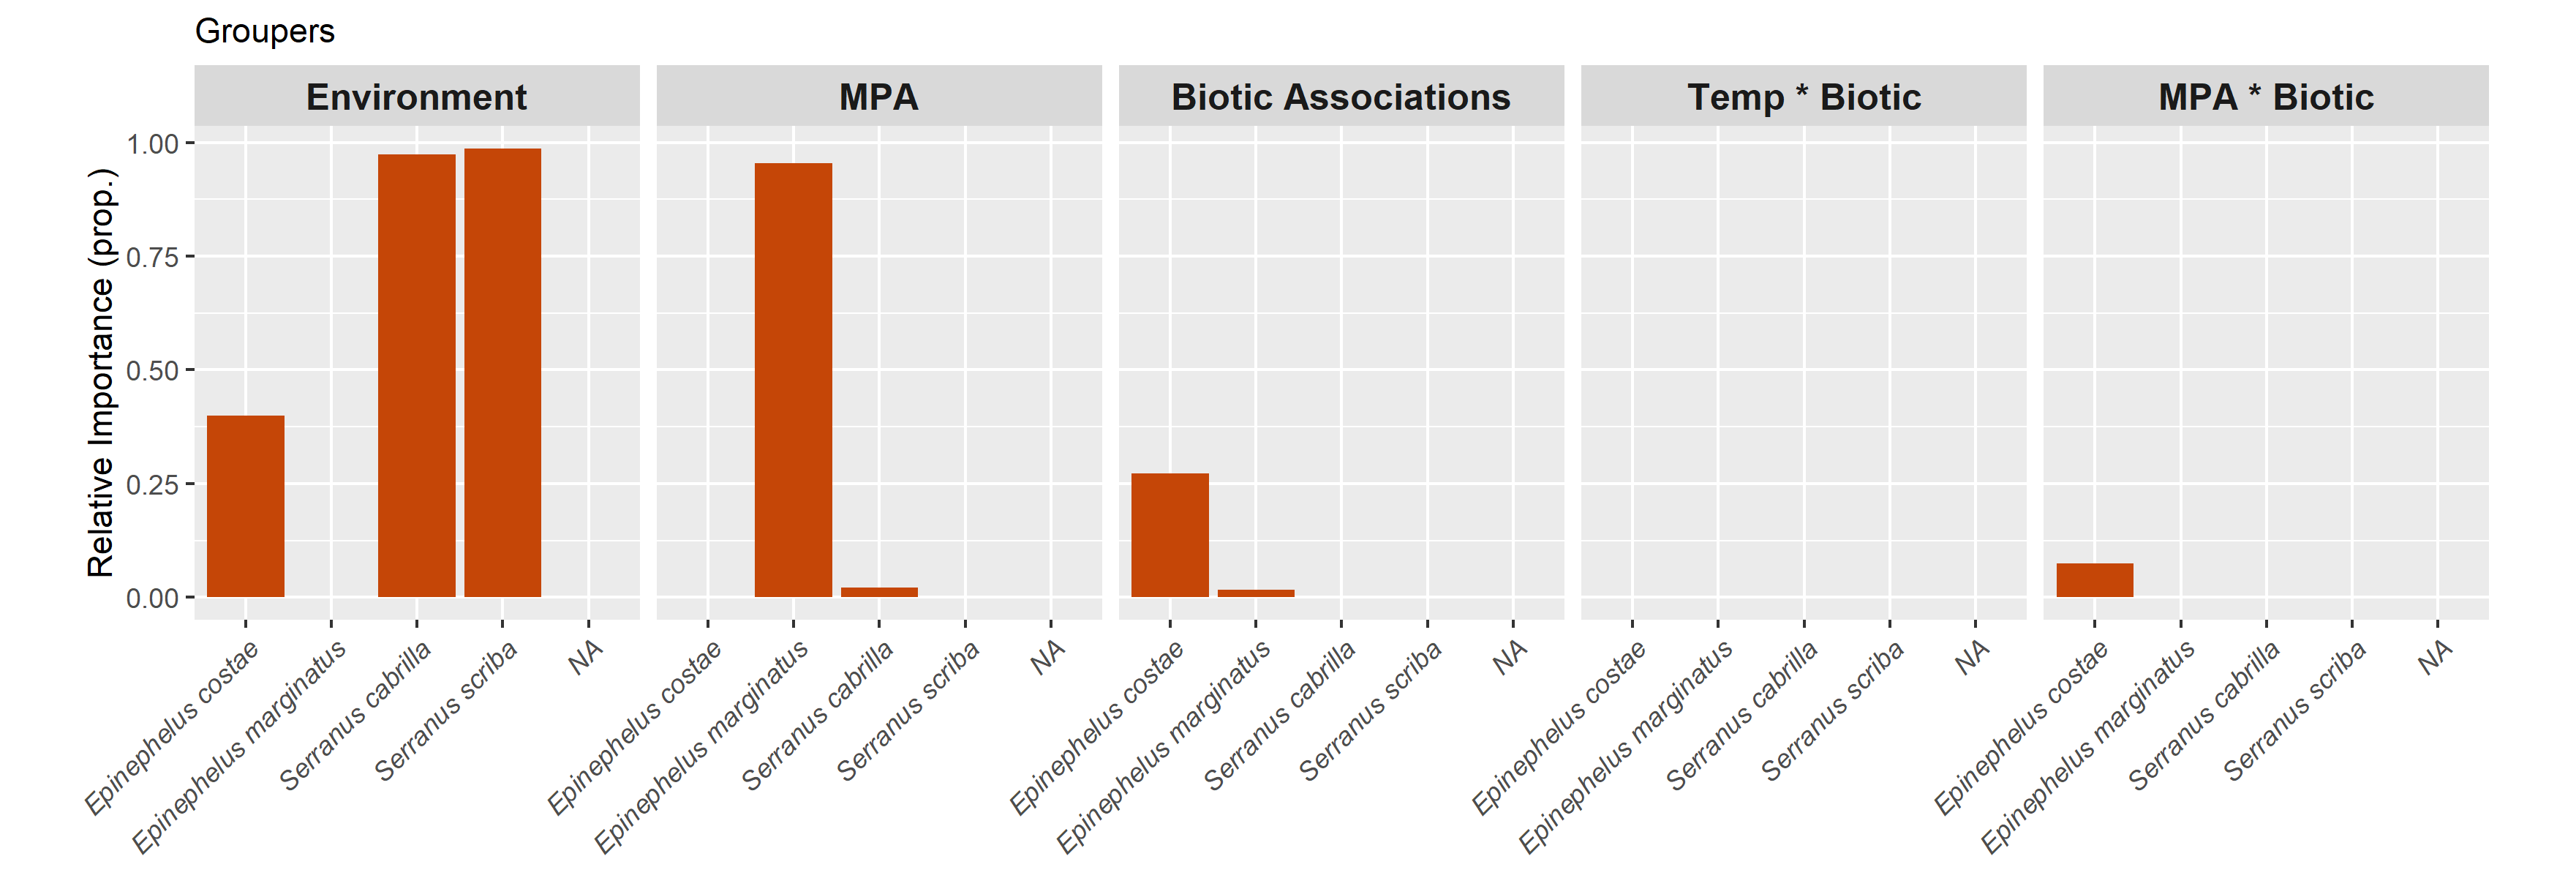 Groupers
Environment
MPA
Biotic Associations
Temp * Biotic
MPA * Biotic
Relative Importance (prop.)
1.00
0.75
0.50
0.25
0.00
Epinephelus costae
Epinephelus marginatus
Serranus cabrilla
Serranus scriba
NA
Epinephelus costae
Epinephelus marginatus
Serranus cabrilla
Serranus scriba
NA
Epinephelus costae
Epinephelus marginatus
Serranus cabrilla
Serranus scriba
NA
Epinephelus costae
Epinephelus marginatus
Serranus cabrilla
Serranus scriba
NA
Epinephelus costae
Epinephelus marginatus
Serranus cabrilla
Serranus scriba
NA